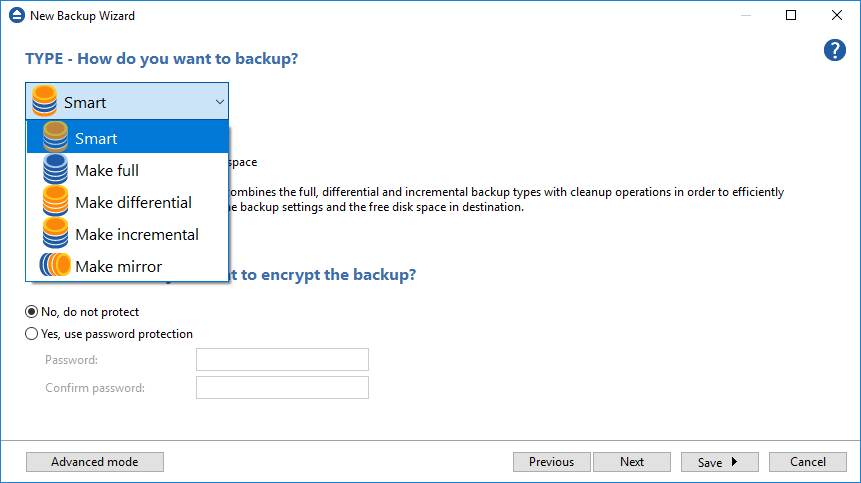 New Backup Wizard
TYPE - How do you want to backup?
?
Smart
Smart
space
Make full
ombines the full, differential and incremental backup types with cleanup operations in order to efficiently
Make differential
e backup settings and the free disk space in destination.
Make incremental
Make mirror
t to encrypt the backup?
No, do not protect
Yes, use password protection
Password:
Confirm password:
Advanced mode
Previous
Next
Save
Cancel